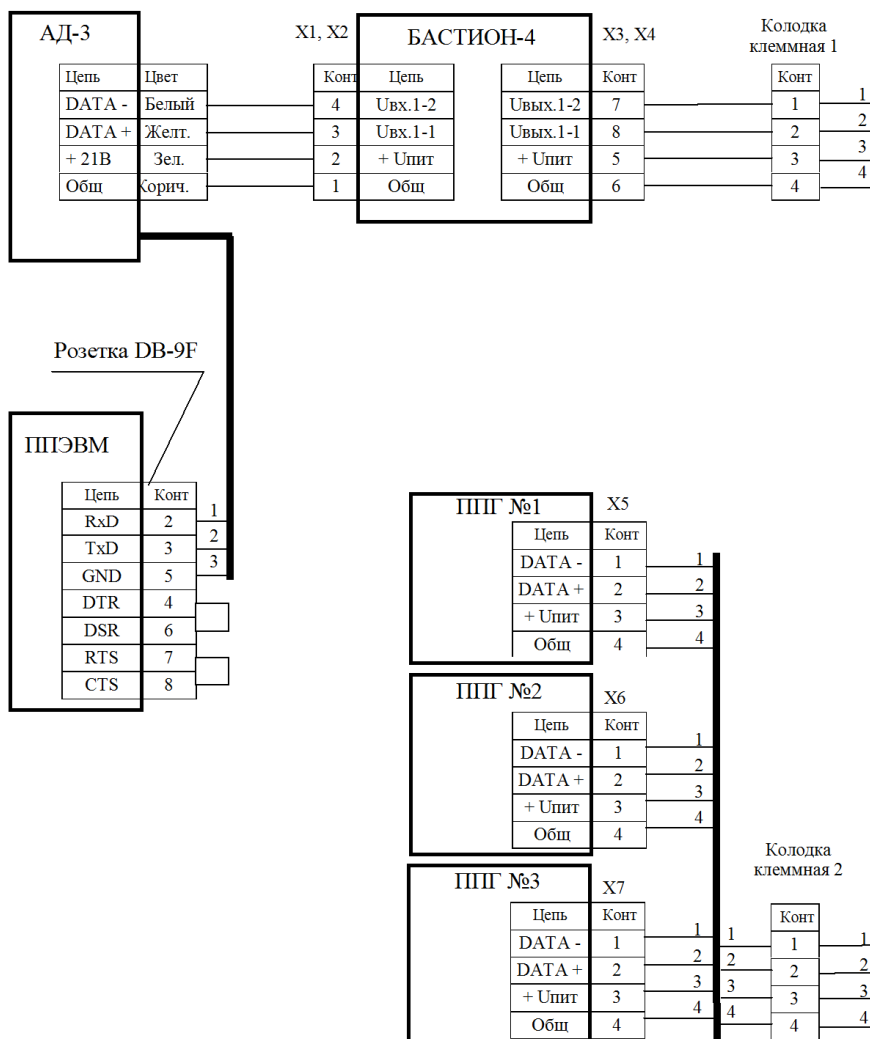 АД-3
Х1, Х2
БАСТИОН-4
Х3, Х4
Колодка
клеммная 1
Цепь Цвет
Конт Цепь
Цепь Конт
Конт
DATA - Белый
4 Uвх.1-2
Uвых.1-2 7
1 1
DATA + Желт.
3 Uвх.1-1
Uвых.1-1 8
2 2
+ 21В Зел.
2 + Uпит
+ Uпит 5
3 3
Общ Корич.
1 Общ
Общ 6
4 4
Розетка DB-9F
ППЭВМ
Цепь Конт
RxD 2 1
TxD 3 2
GND 5 3
DTR 4
DSR 6
RTS 7
CTS 8
ППГ №1
Х5
Цепь Конт
DATA - 1 1
DATA + 2 2
+ Uпит 3 3
Общ 4 4
ППГ №2
Х6
Цепь Конт
DATA - 1 1
DATA + 2 2
+ Uпит 3 3
Общ 4 4
ППГ №3
Х7
Колодка
клеммная 2
Цепь Конт
Конт
DATA - 1 1 1 1 1
DATA + 2 2 2 2 2
+ Uпит 3 3 3 3 3
Общ 4 4 4 4 4